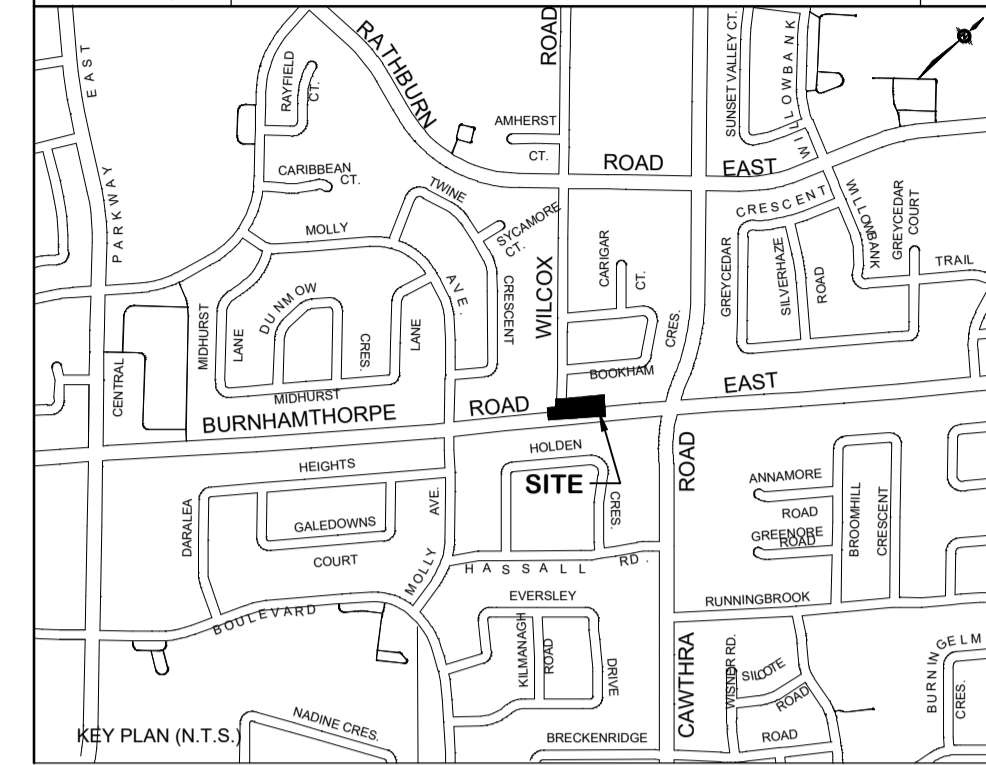 EAST
PARKWAY
RATHBURN
ROAD
RAYFIELD
CT.
AMHERST
CT.
SUNSET VALLEY CT.
WILLOWBANK
ROAD
EAST
CARIBBEAN
CT.
TWINE
SYCAMORE
CT.
MOLLY
AVE.
CRESCENT
WILCOX
CARIGAR
CT.
CRES.
CRESCENT
WILLOWBANK
GREYCEDAR
COURT
TRAIL
GREYCEDAR
SILVERHAZE
ROAD
DUNMOW
CRES.
MIDHURST
LANE
LANE
MIDHURST
BOOKHAM
CENTRAL
BURNHAMTHORPE
ROAD
EAST
HEIGHTS
HOLDEN
SITE
CRES.
ROAD
DARALEA
GALEDOWNS
COURT
AVE.
MOLLY
ANNAMORE
ROAD
GREENORE
ROAD
BROOMHILL
CRESCENT
HASSALL
RD.
BOULEVARD
EVERSLEY
KILMANAGH
ROAD
DRIVE
RUNNINGBROOK
CAWTHRA
WISNER RD.
SILCOTE
ROAD
BURNINGELM
CRES.
NADINE CRES.
BRECKENRIDGE
ROAD
KEY PLAN (N.T.S.)